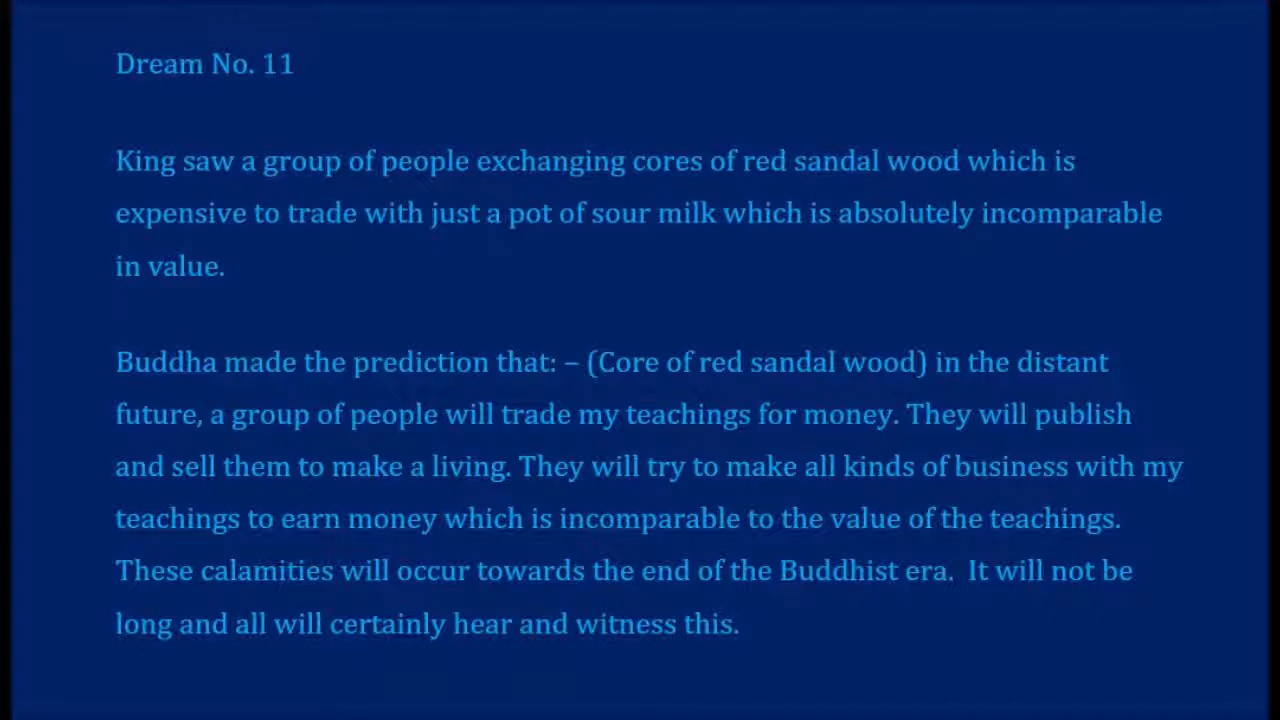 Dream No. 11
King saw a group of people exchanging cores of red sandal wood which is
expensive to trade with just a pot of sour milk which is absolutely incomparable
in value.
Buddha made the prediction that: – (Core of red sandal wood) in the distant
future, a group of people will trade my teachings for money. They will publish
and sell them to make a living. They will try to make all kinds of business with my
teachings to earn money which is incomparable to the value of the teachings.
These calamities will occur towards the end of the Buddhist era.  It will not be
long and all will certainly hear and witness this.